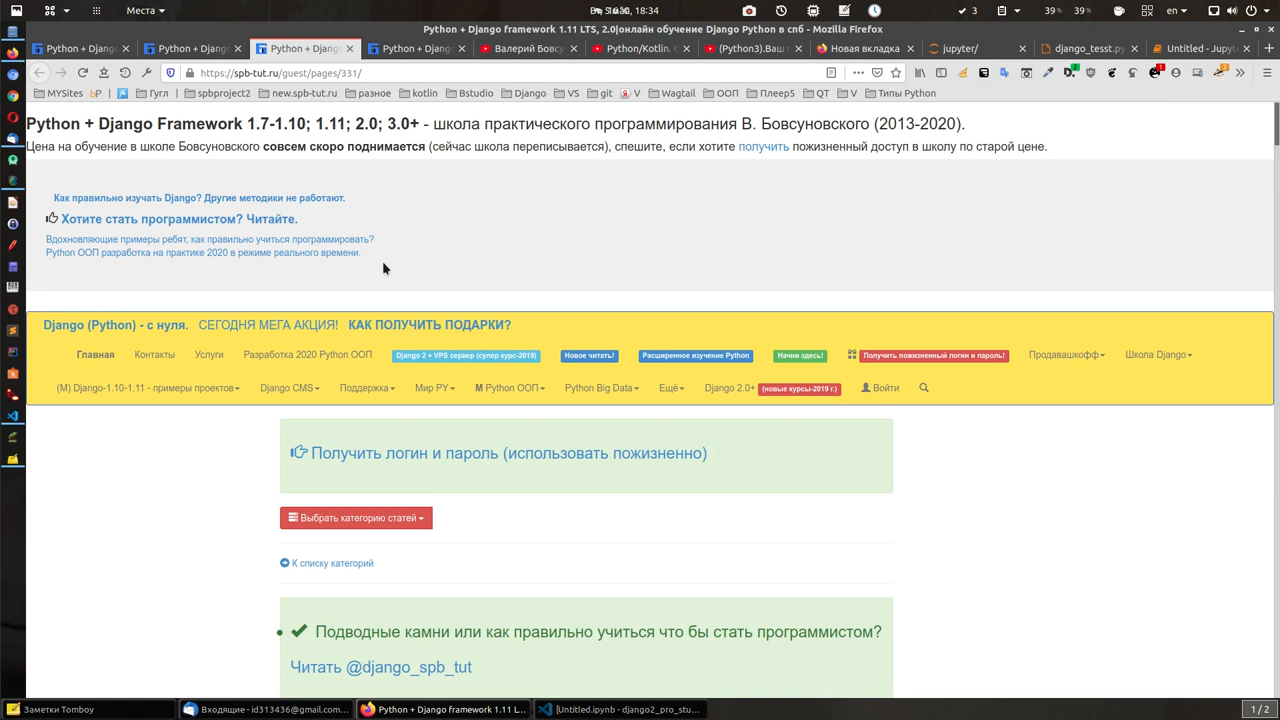 Места
18:34
3
39%
39%
en
Python + Django framework 1.11 LTS, 2.0|онлайн обучение Django Python в спб - Mozilla Firefox
Python + Django
Python + Django
Python + Django
Python + Django
Валерий Бовсу
Python/Kotlin. С
(Python3).Ваш п
Новая вкладка
jupyter/
django_tesst.py
Untitled - Jupyte
https://spb-tut.ru/guest/pages/331/
MYSites
Гугл
spbproject2
new.spb-tut.ru
разное
kotlin
Bstudio
Django
VS
git
V
Wagtail
ООП
Плеер5
QT
V
Типы Python
Python + Django Framework 1.7-1.10; 1.11; 2.0; 3.0+ - школа практического программирования В. Бовсуновского (2013-2020).
Цена на обучение в школе Бовсуновского совсем скоро поднимается (сейчас школа переписывается), спешите, если хотите получить пожизненный доступ в школу по старой цене.
Как правильно изучать Django? Другие методики не работают.
Хотите стать программистом? Читайте.
Вдохновляющие примеры ребят, как правильно учиться программировать?
Python ООП разработка на практике 2020 в режиме реального времени.
Django (Python) - с нуля. СЕГОДНЯ МЕГА АКЦИЯ! КАК ПОЛУЧИТЬ ПОДАРКИ?
Главная Контакты Услуги Разработка 2020 Python ООП Django 2 + VPS сервер (супер курс-2019) Новое читать! Расширенное изучение Python Начни здесь! Получить пожизненный логин и пароль! Продавашкофф Школа Django
(М) Django-1.10-1.11 - примеры проектов Django CMS Поддержка Мир PY М Python ООП Python Big Data Ещё Django 2.0+ (новые курсы-2019 г.) Войти
Получить логин и пароль (использовать пожизненно)
Выбрать категорию статей
К списку категорий
Подводные камни или как правильно учиться что бы стать программистом?
Читать @django_spb_tut
Заметки Tomboy
Входящие - id313436@gmail.com...
Python + Django framework 1.11 L...
[Untitled.ipynb - django2_pro_stu...
1 / 2